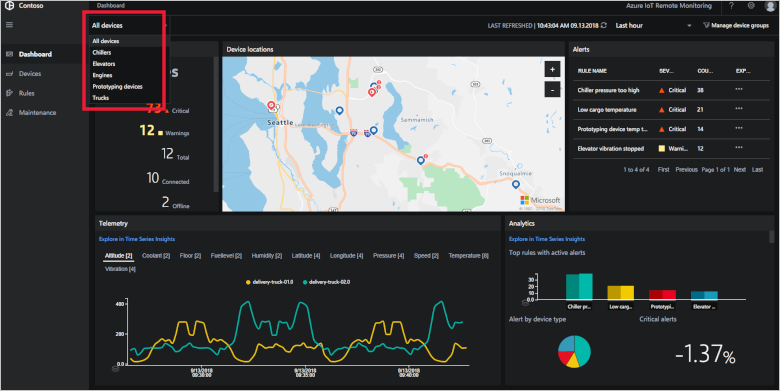 Contoso
Dashboard
Azure IoT Remote Monitoring
?
All devices
LAST REFRESHED | 10:43:04 AM 09.13.2018
Last hour
Manage device groups
All devices
Chillers
Elevators
Engines
Prototyping devices
Trucks
Dashboard
Devices
Rules
Maintenance
73 Critical
12 Warnings
12 Total
10 Connected
2 Offline
Device locations
+
-
Seattle
Sammamish
Snoqualmie
Microsoft
Alerts
RULE NAME SEV... COU... EXP...
Chiller pressure too high Critical 38 ...
Low cargo temperature Critical 21 ...
Prototyping device temp t... Critical 14 ...
Elevator vibration stopped Warni... 12 ...
1 to 4 of 4 First Previous Page 1 of 1 Next Last
Telemetry
Explore in Time Series Insights
Altitude [2] Coolant [2] Floor [2] Fuellevel [2] Humidity [2] Latitude [4] Longitude [4] Pressure [4] Speed [2] Temperature [8]
Vibration [4]
delivery-truck-01.0 delivery-truck-02.0
400
200
0.0
9/13/2018 9/13/2018 9/13/2018
09:30:00 09:35:00 09:40:00
Analytics
Explore in Time Series Insights
Top rules with active alerts
30
20
10
0
Chiller pr... Low carg... Prototypi... Elevator ...
Alert by device type
Critical alerts
-1.37%